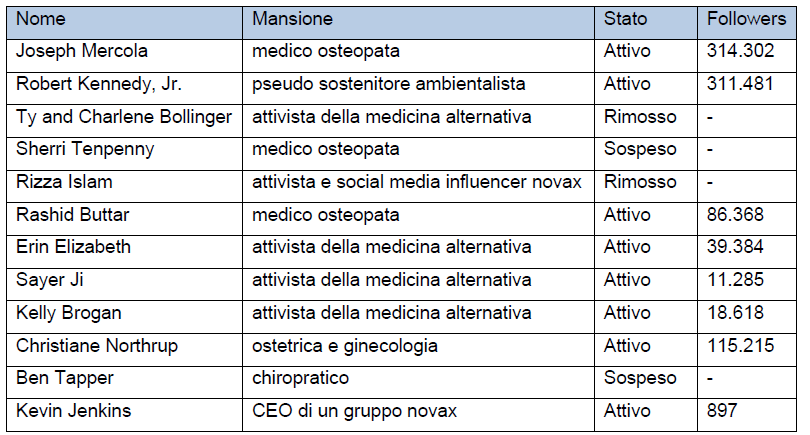 Nome Mansione Stato Followers
Joseph Mercola medico osteopata Attivo 314.302
Robert Kennedy, Jr. pseudo sostenitore ambientalista Attivo 311.481
Ty and Charlene Bollinger attivista della medicina alternativa Rimosso -
Sherri Tenpenny medico osteopata Sospeso -
Rizza Islam attivista e social media influencer novax Rimosso -
Rashid Buttar medico osteopata Attivo 86.368
Erin Elizabeth attivista della medicina alternativa Attivo 39.384
Sayer Ji attivista della medicina alternativa Attivo 11.285
Kelly Brogan attivista della medicina alternativa Attivo 18.618
Christiane Northrup ostetrica e ginecologia Attivo 115.215
Ben Tapper chiropratico Sospeso -
Kevin Jenkins CEO di un gruppo novax Attivo 897